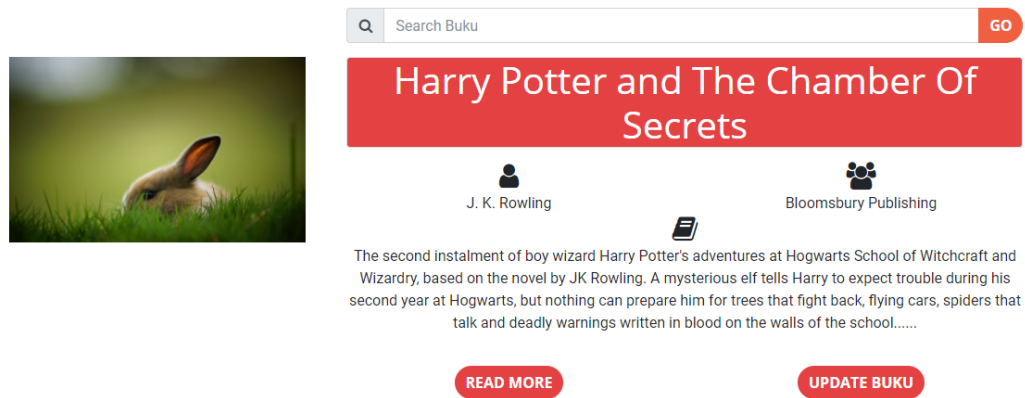 Search Buku GO
Harry Potter and The Chamber Of
Secrets
J. K. Rowling Bloomsbury Publishing
The second instalment of boy wizard Harry Potter's adventures at Hogwarts School of Witchcraft and
Wizardry, based on the novel by JK Rowling. A mysterious elf tells Harry to expect trouble during his
second year at Hogwarts, but nothing can prepare him for trees that fight back, flying cars, spiders that
talk and deadly warnings written in blood on the walls of the school......
READ MORE UPDATE BUKU